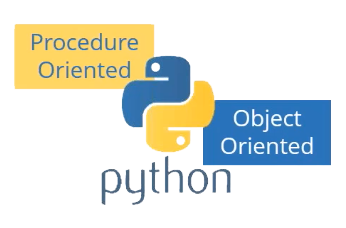 Procedure
Oriented
Object
Oriented
python